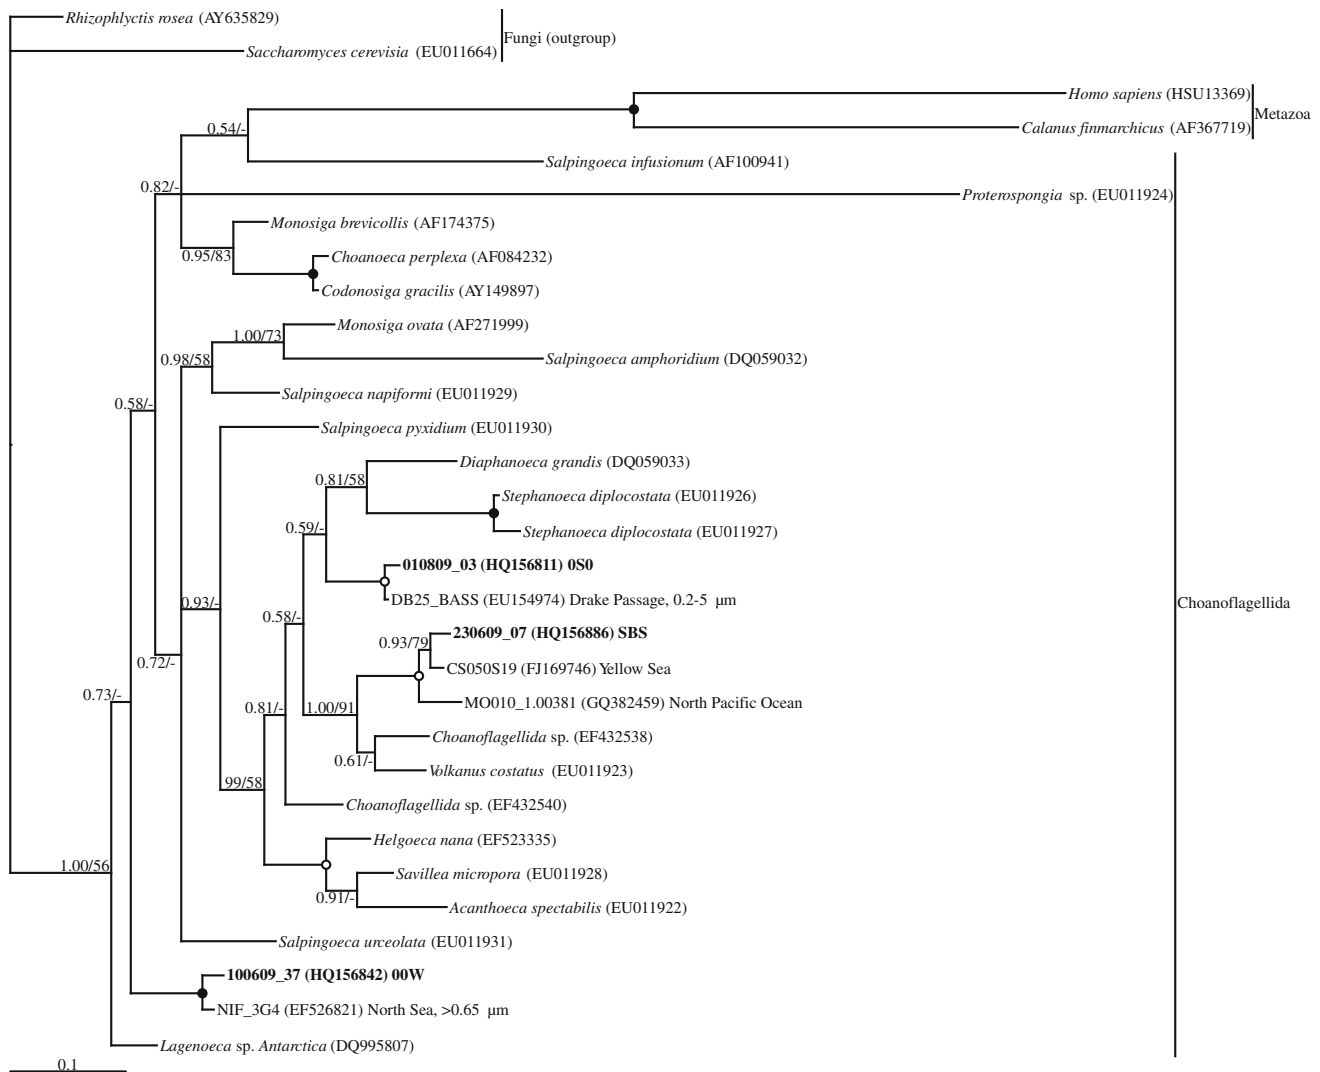 Rhizophlyctis rosea (AY635829)
Fungi (outgroup)
Saccharomyces cerevisia (EU011664)
Homo sapiens (HSU13369)
Metazoa
Calanus finmarchicus (AF367719)
0.54/-
Salpingoeca infusionum (AF100941)
0.82/-
Proterospongia sp. (EU011924)
Monosiga brevicollis (AF174375)
0.95/83
Choanoeca perplexa (AF084232)
Codonosiga gracilis (AY149897)
Monosiga ovata (AF271999)
1.00/73
Salpingoeca amphoridium (DQ059032)
0.98/58
Salpingoeca napiformi (EU011929)
0.58/-
Salpingoeca pyxidium (EU011930)
Diaphanoeca grandis (DQ059033)
0.81/58
Stephanoeca diplocostata (EU011926)
0.59/-
Stephanoeca diplocostata (EU011927)
010809_03 (HQ156811) 0S0
DB25_BASS (EU154974) Drake Passage, 0.2-5 µm
0.93/-
Choanoflagellida
0.58/-
230609_07 (HQ156886) SBS
0.93/79
0.72/-
CS050S19 (FJ169746) Yellow Sea
0.73/-
MO010_1.00381 (GQ382459) North Pacific Ocean
0.81/-
1.00/91
Choanoflagellida sp. (EF432538)
0.61/-
Volkanus costatus (EU011923)
99/58
Choanoflagellida sp. (EF432540)
Helgoeca nana (EF523335)
1.00/56
Savillea micropora (EU011928)
0.91/-
Acanthoeca spectabilis (EU011922)
Salpingoeca urceolata (EU011931)
100609_37 (HQ156842) 00W
NIF_3G4 (EF526821) North Sea, >0.65 µm
Lagenoeca sp. Antarctica (DQ995807)
0.1